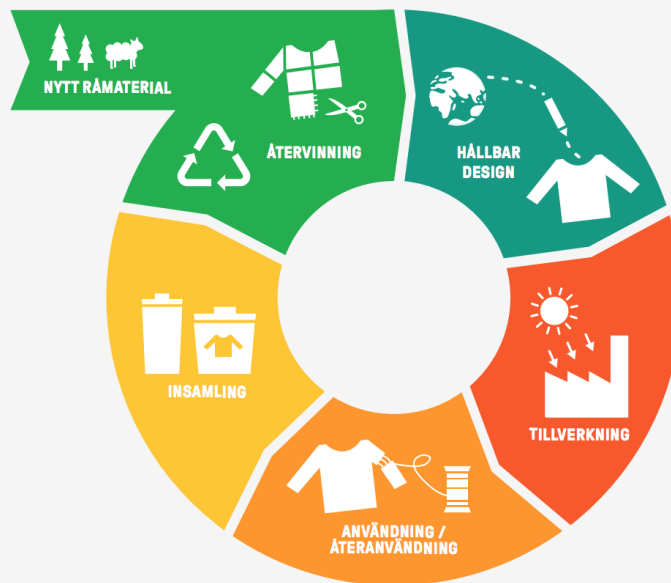 NYTT RÅMATERIAL
ÅTERVINNING
HÅLLBAR
DESIGN
TILLVERKNING
ANVÄNDNING /
ÅTERANVÄNDNING
INSAMLING